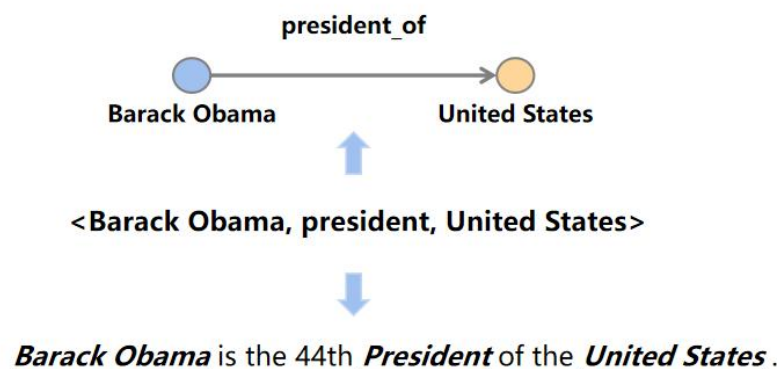 president_of
Barack Obama United States
<Barack Obama, president, United States>
Barack Obama is the 44th President of the United States .